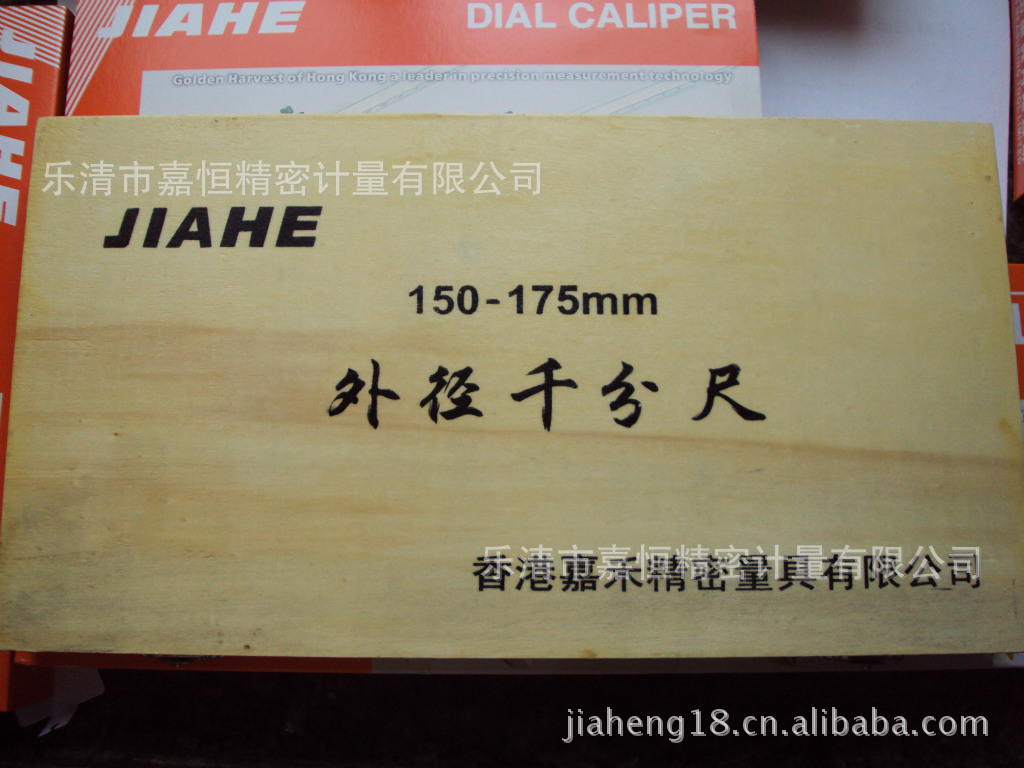 JIAHE
DIAL CALIPER
Golden Harvest of Hong Kong a leader in precision measurement technology
JIAHE
乐清市嘉恒精密计量有限公司
JIAHE
150-175mm
外径千分尺
乐清市嘉恒精密计量有限公司
香港嘉禾精密量具有限公司
jiaheng18.cn.alibaba.com